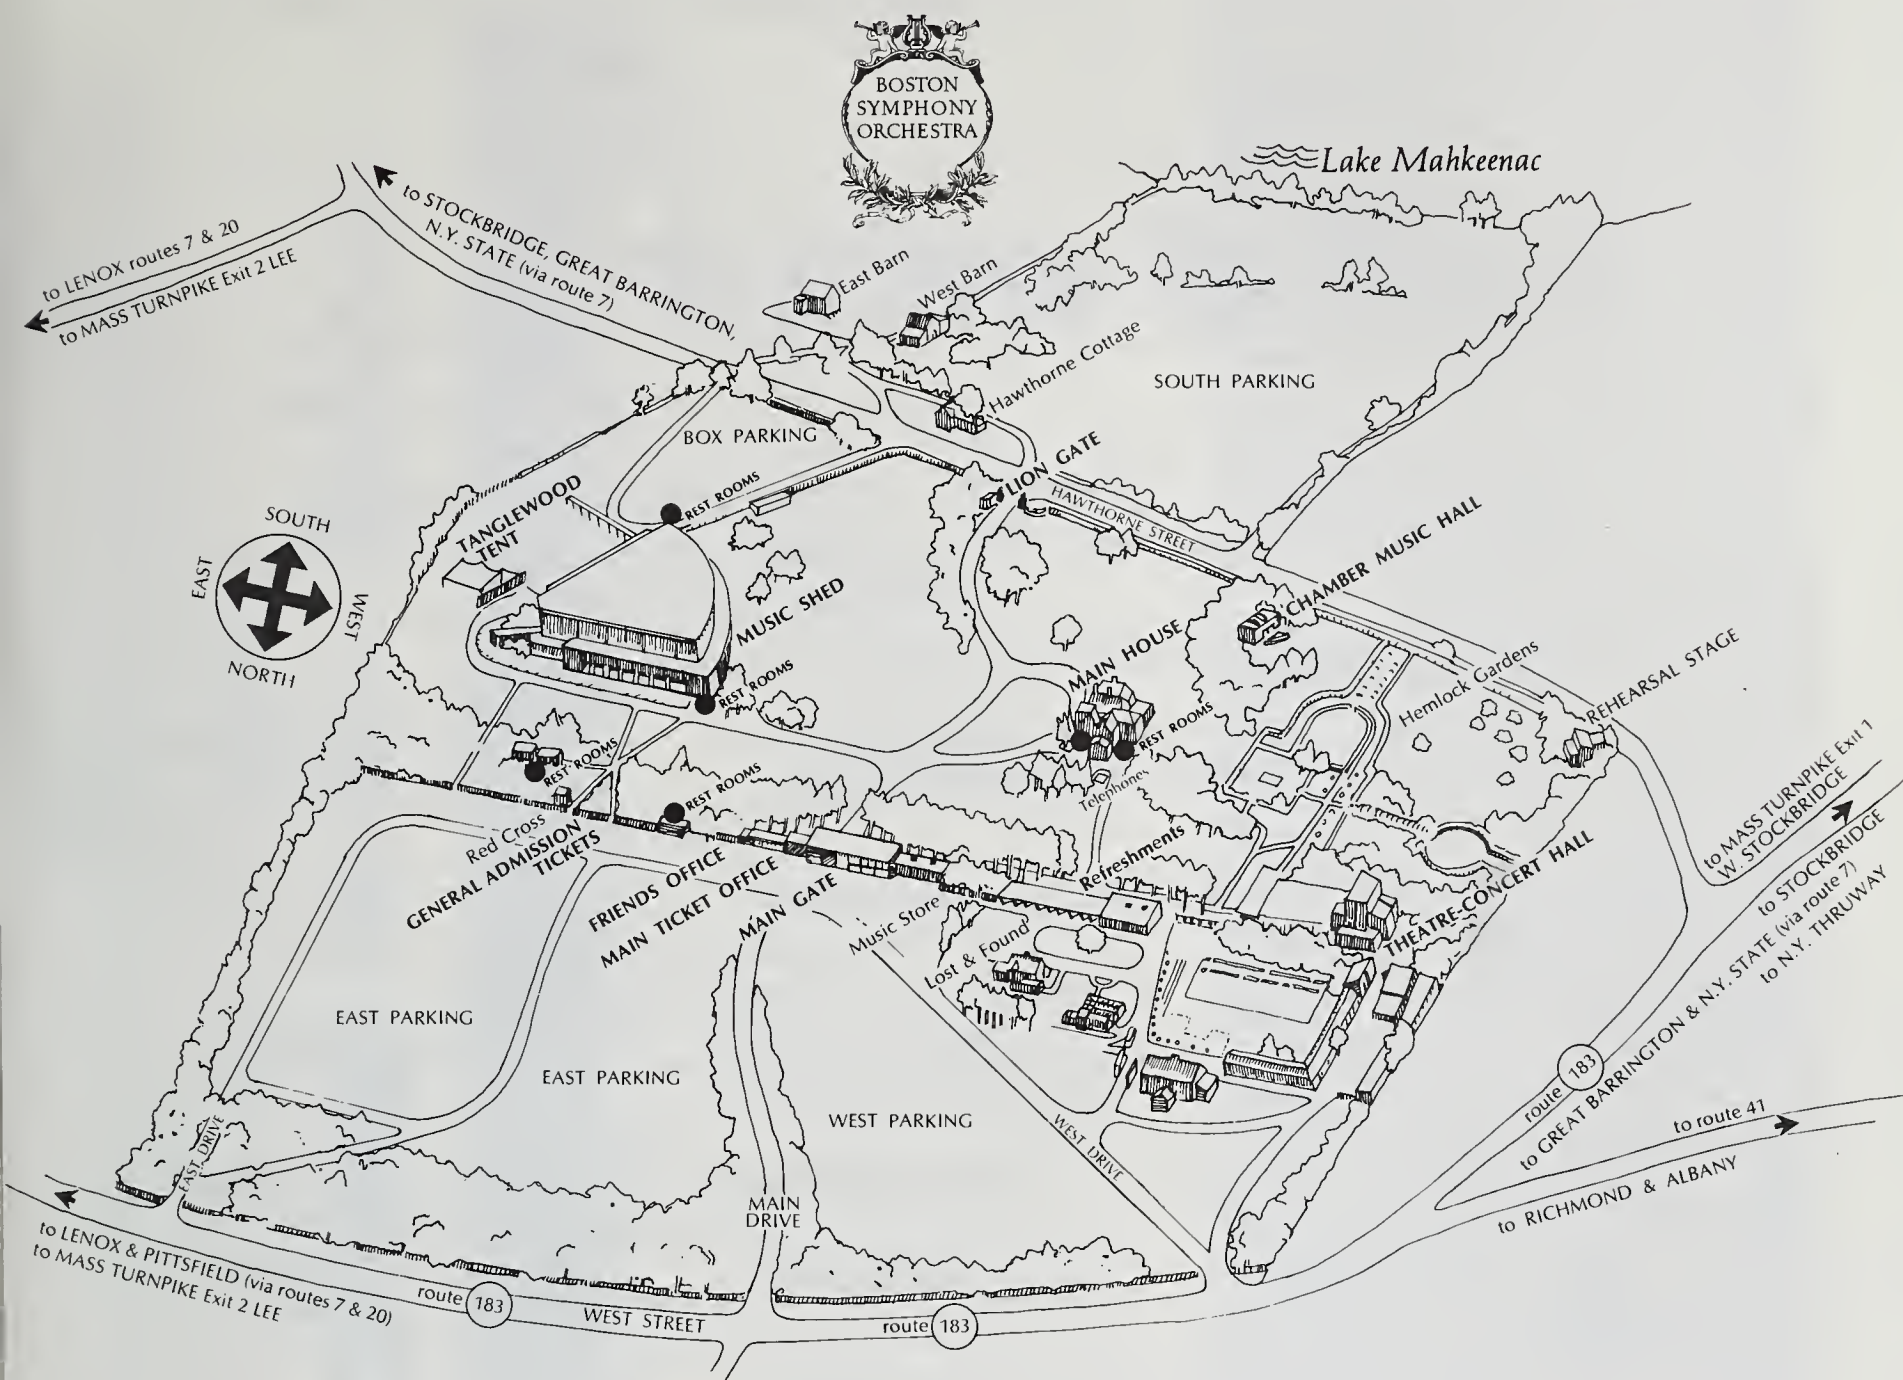 BOSTON
SYMPHONY
ORCHESTRA
Lake Mahkeenac
to STOCKBRIDGE, GREAT BARRINGTON,
N.Y. STATE (via route 7)
to LENOX routes 7 & 20
to MASS TURNPIKE Exit 2 LEE
East Barn
West Barn
Hawthorne Cottage
SOUTH PARKING
BOX PARKING
LION GATE
HAWTHORNE STREET
REST ROOMS
TANGLEWOOD
TENT
CHAMBER MUSIC HALL
SOUTH
EAST
WEST
NORTH
MUSIC SHED
MAIN HOUSE
Hemlock Gardens
REHEARSAL STAGE
REST ROOMS
REST ROOMS
REST ROOMS
REST ROOMS
Telephones
to MASS TURNPIKE Exit 1
W. STOCKBRIDGE
Red Cross
GENERAL ADMISSION
TICKETS
FRIENDS OFFICE
MAIN TICKET OFFICE
MAIN GATE
Refreshments
Music Store
Lost & Found
THEATRE-CONCERT HALL
to STOCKBRIDGE
to GREAT BARRINGTON & N.Y. STATE (via route 7)
to N.Y. THRUWAY
EAST PARKING
EAST PARKING
WEST PARKING
WEST DRIVE
route 183
to route 41
to RICHMOND & ALBANY
EAST DRIVE
MAIN
DRIVE
to LENOX & PITTSFIELD (via routes 7 & 20)
to MASS TURNPIKE Exit 2 LEE
route 183
WEST STREET
route 183